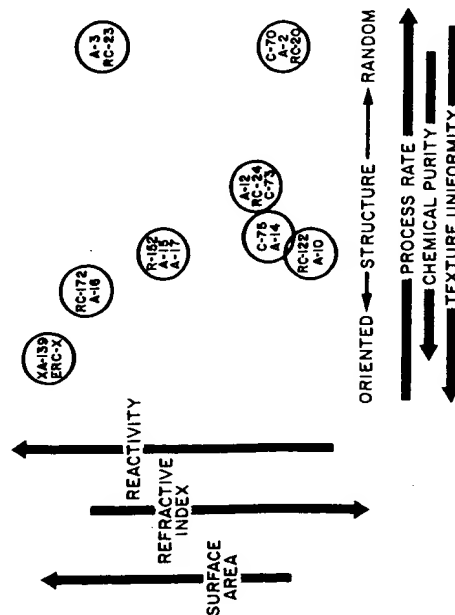 A-3
RC-23
C-70
A-2
RC-20
A-12
RC-24
C-73
C-75
A-14
RC-122
A-10
R-152
A-15
A-17
RC-172
A-16
XA-139
ERC-X
ORIENTED STRUCTURE RANDOM
PROCESS RATE
CHEMICAL PURITY
TEXTURE UNIFORMITY
REACTIVITY
REFRACTIVE
INDEX
SURFACE
AREA